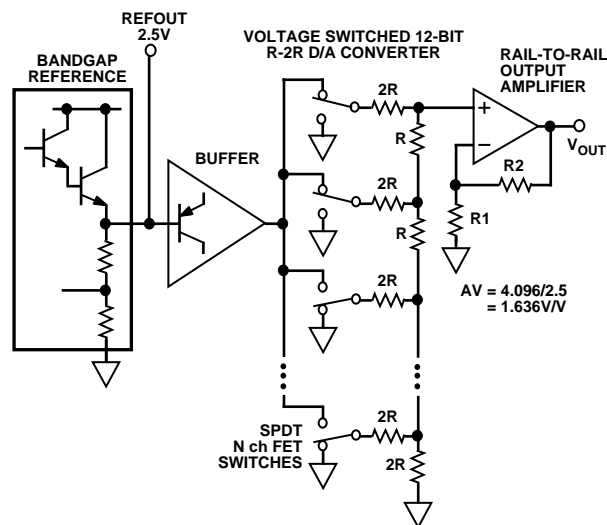 REFOUT
2.5V
BANDGAP
REFERENCE
VOLTAGE SWITCHED 12-BIT
R-2R D/A CONVERTER
RAIL-TO-RAIL
OUTPUT
AMPLIFIER
BUFFER
2R
R
2R
R
2R
2R
2R
+
−
VOUT
R2
R1
AV = 4.096/2.5
= 1.636V/V
SPDT
N ch FET
SWITCHES